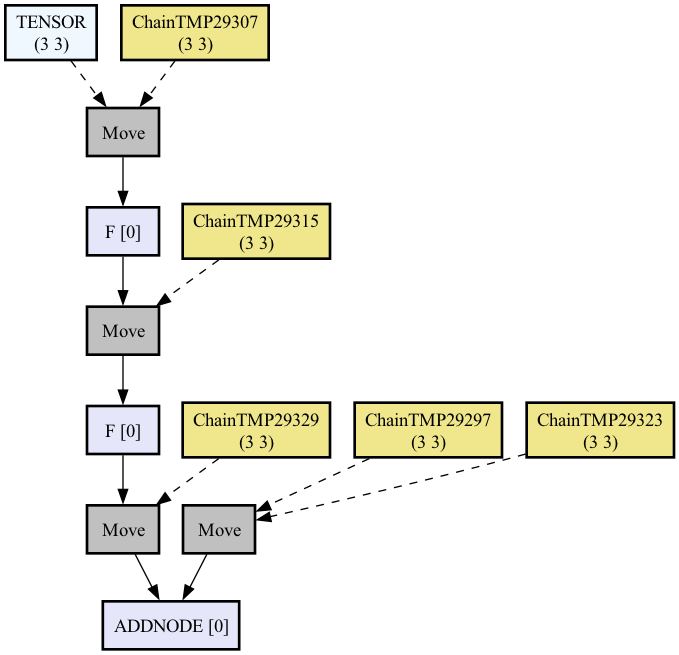 TENSOR
(3 3)
ChainTMP29307
(3 3)
Move
F [0]
ChainTMP29315
(3 3)
Move
F [0]
ChainTMP29329
(3 3)
ChainTMP29297
(3 3)
ChainTMP29323
(3 3)
Move
Move
ADDNODE [0]